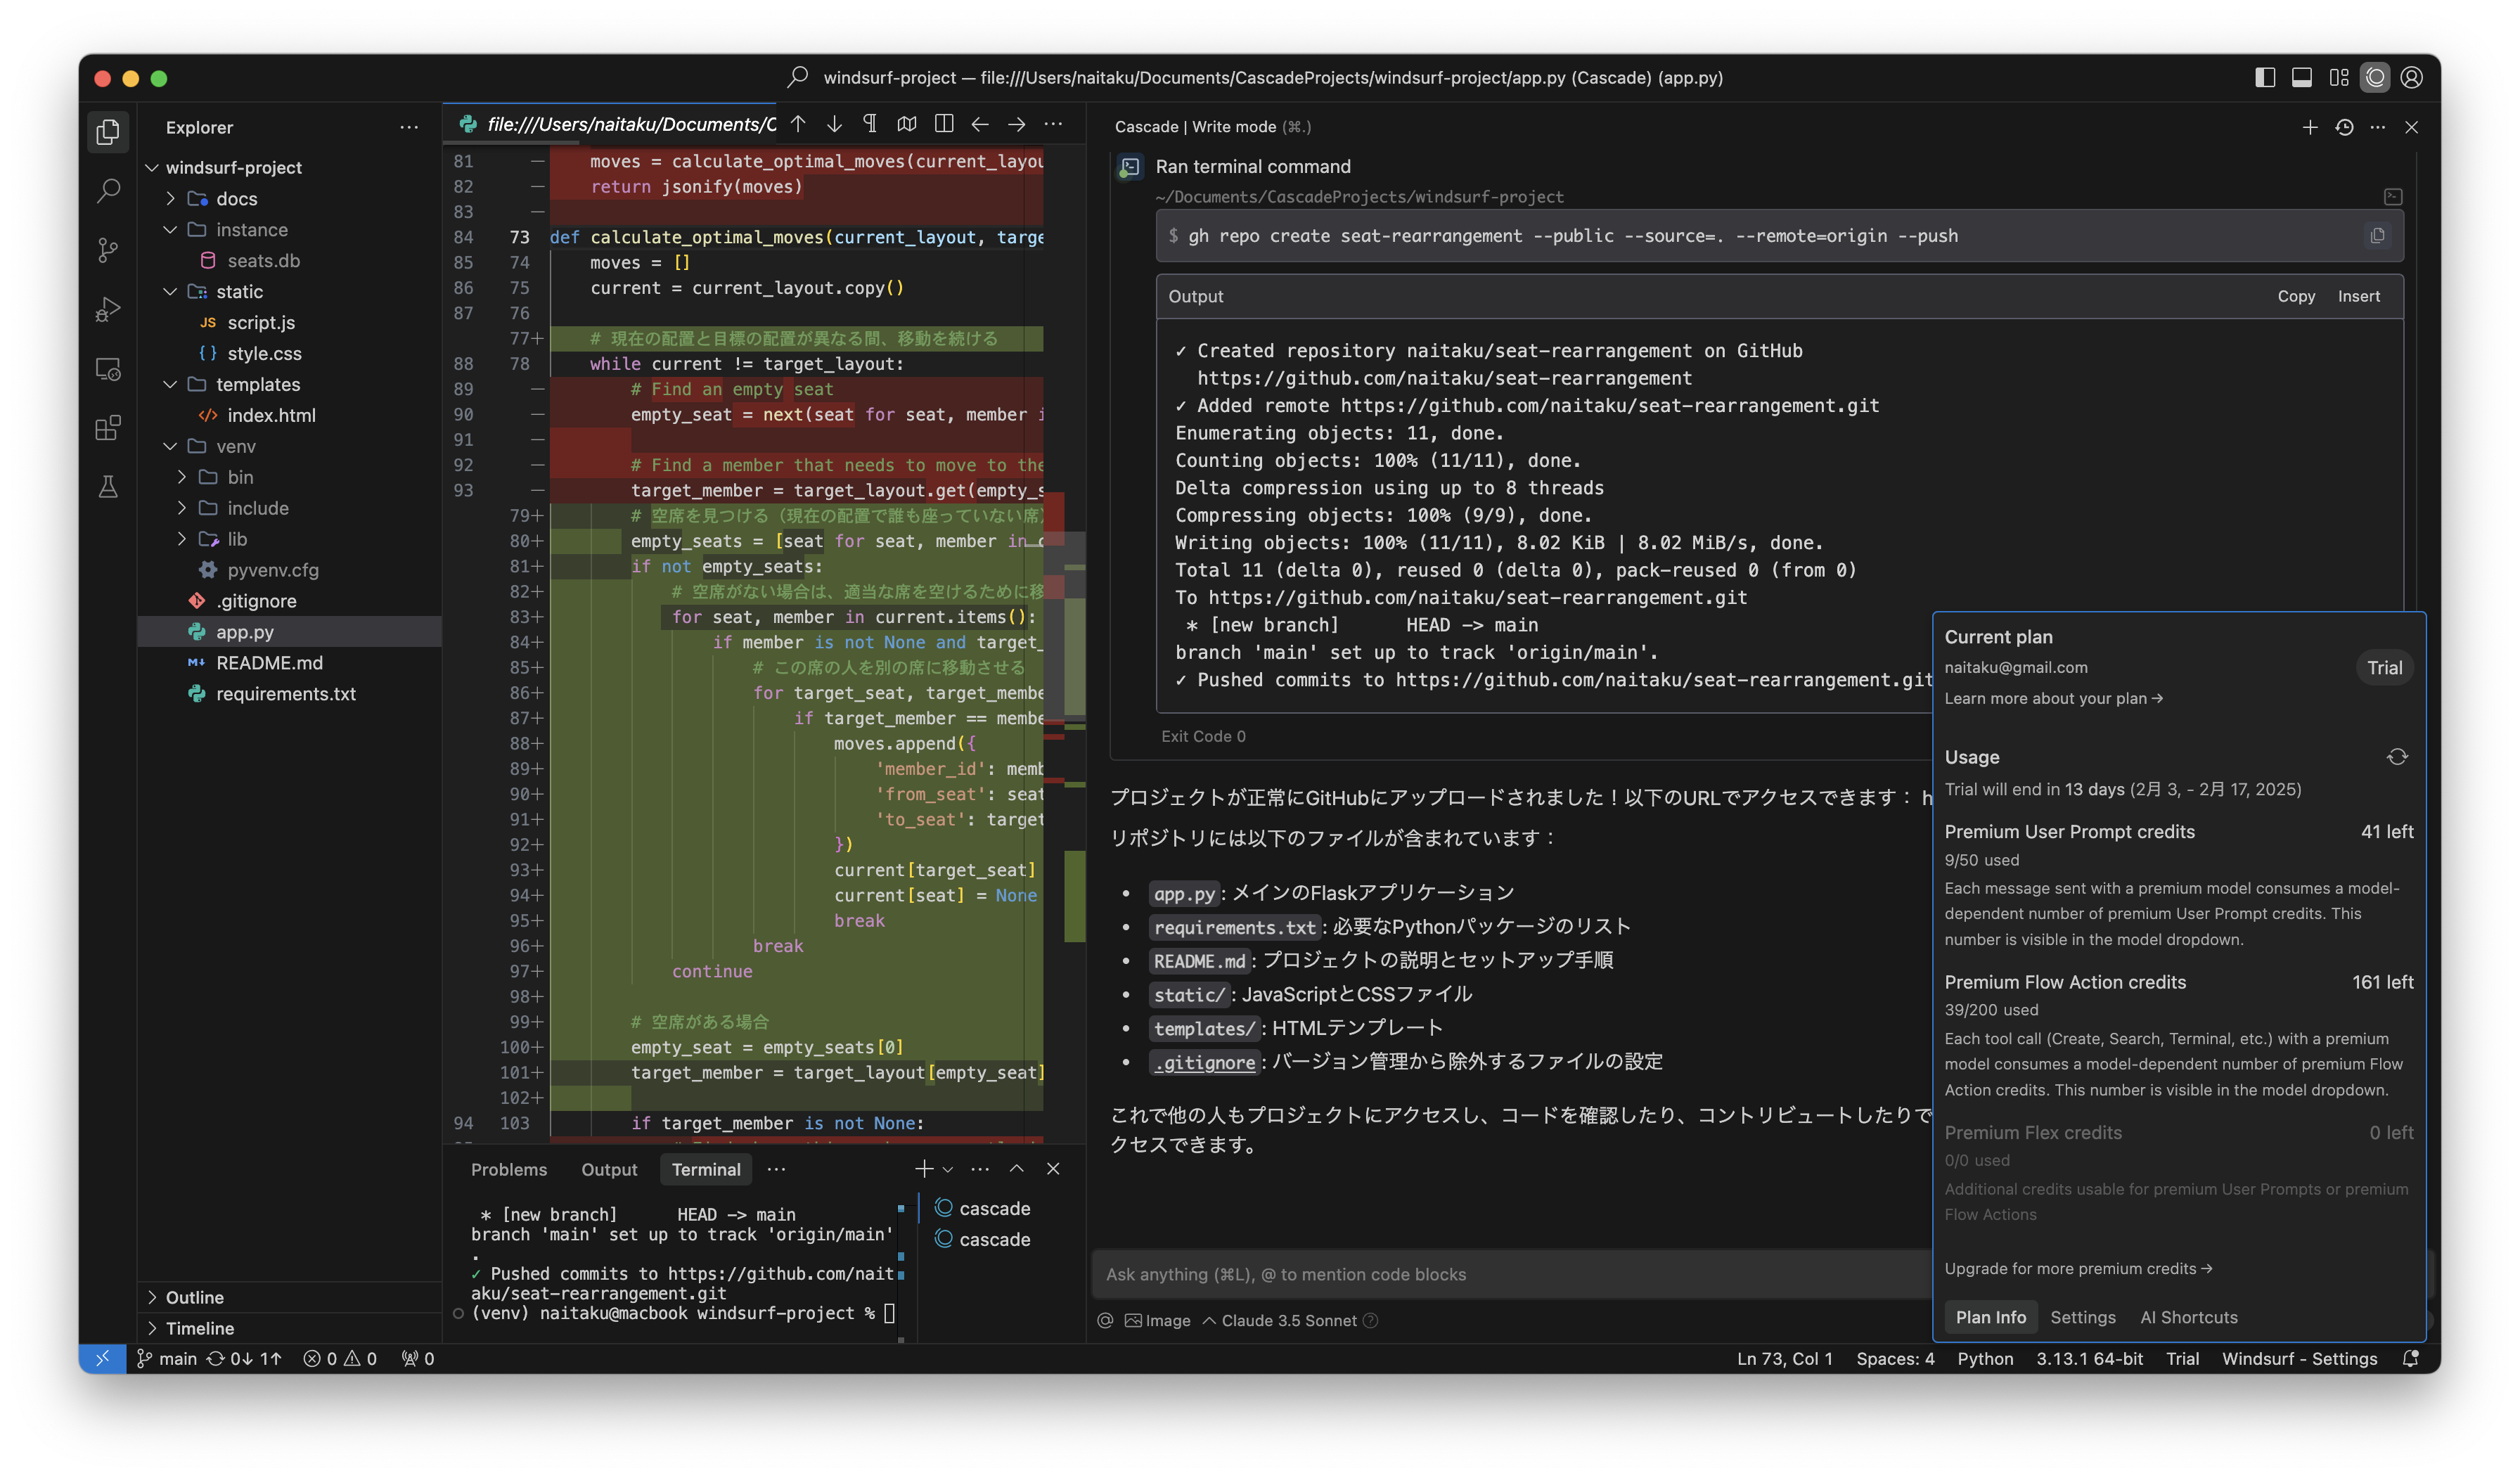 windsurf-project — file:///Users/naitaku/Documents/CascadeProjects/windsurf-project/app.py (Cascade) (app.py)
Explorer
windsurf-project
docs
instance
seats.db
static
JS script.js
{ } style.css
templates
</> index.html
venv
bin
include
lib
pyvenv.cfg
.gitignore
app.py
M↓ README.md
requirements.txt
Outline
Timeline
file:///Users/naitaku/Documents/C
81 — moves = calculate_optimal_moves(current_layou
82 — return jsonify(moves)
83 —
84 73 def calculate_optimal_moves(current_layout, targe
85 74 moves = []
86 75 current = current_layout.copy()
87 76
77+ # 現在の配置と目標の配置が異なる間、移動を続ける
88 78 while current != target_layout:
89 — # Find an empty seat
90 — empty_seat = next(seat for seat, member i
91 —
92 — # Find a member that needs to move to the
93 — target_member = target_layout.get(empty_s
79+ # 空席を見つける（現在の配置で誰も座っていない席）
80+ empty_seats = [seat for seat, member in c
81+ if not empty_seats:
82+ # 空席がない場合は、適当な席を空けるために移
83+ for seat, member in current.items():
84+ if member is not None and target_
85+ # この席の人を別の席に移動させる
86+ for target_seat, target_membe
87+ if target_member == membe
88+ moves.append({
89+ 'member_id': memb
90+ 'from_seat': seat
91+ 'to_seat': target
92+ })
93+ current[target_seat]
94+ current[seat] = None
95+ break
96+ break
97+ continue
98+
99+ # 空席がある場合
100+ empty_seat = empty_seats[0]
101+ target_member = target_layout[empty_seat]
102+
94 103 if target_member is not None:
Problems Output Terminal
* [new branch] HEAD -> main
branch 'main' set up to track 'origin/main'
.
✓ Pushed commits to https://github.com/nait
aku/seat-rearrangement.git
(venv) naitaku@macbook windsurf-project %
cascade
cascade
Cascade | Write mode (⌘.)
Ran terminal command
~/Documents/CascadeProjects/windsurf-project
$ gh repo create seat-rearrangement --public --source=. --remote=origin --push
Output Copy Insert
✓ Created repository naitaku/seat-rearrangement on GitHub
https://github.com/naitaku/seat-rearrangement
✓ Added remote https://github.com/naitaku/seat-rearrangement.git
Enumerating objects: 11, done.
Counting objects: 100% (11/11), done.
Delta compression using up to 8 threads
Compressing objects: 100% (9/9), done.
Writing objects: 100% (11/11), 8.02 KiB | 8.02 MiB/s, done.
Total 11 (delta 0), reused 0 (delta 0), pack-reused 0 (from 0)
To https://github.com/naitaku/seat-rearrangement.git
* [new branch] HEAD -> main
branch 'main' set up to track 'origin/main'.
✓ Pushed commits to https://github.com/naitaku/seat-rearrangement.git
Exit Code 0
プロジェクトが正常にGitHubにアップロードされました！以下のURLでアクセスできます： h
リポジトリには以下のファイルが含まれています：
• app.py: メインのFlaskアプリケーション
• requirements.txt: 必要なPythonパッケージのリスト
• README.md: プロジェクトの説明とセットアップ手順
• static/: JavaScriptとCSSファイル
• templates/: HTMLテンプレート
• .gitignore: バージョン管理から除外するファイルの設定
これで他の人もプロジェクトにアクセスし、コードを確認したり、コントリビュートしたりで
クセスできます。
Ask anything (⌘L), @ to mention code blocks
Image Claude 3.5 Sonnet
Current plan
naitaku@gmail.com Trial
Learn more about your plan →
Usage
Trial will end in 13 days (2月 3, - 2月 17, 2025)
Premium User Prompt credits 41 left
9/50 used
Each message sent with a premium model consumes a model-
dependent number of premium User Prompt credits. This
number is visible in the model dropdown.
Premium Flow Action credits 161 left
39/200 used
Each tool call (Create, Search, Terminal, etc.) with a premium
model consumes a model-dependent number of premium Flow
Action credits. This number is visible in the model dropdown.
Premium Flex credits 0 left
0/0 used
Additional credits usable for premium User Prompts or premium
Flow Actions
Upgrade for more premium credits →
Plan Info Settings AI Shortcuts
main 0↓ 1↑ 0 0 0
Ln 73, Col 1 Spaces: 4 Python 3.13.1 64-bit Trial Windsurf - Settings